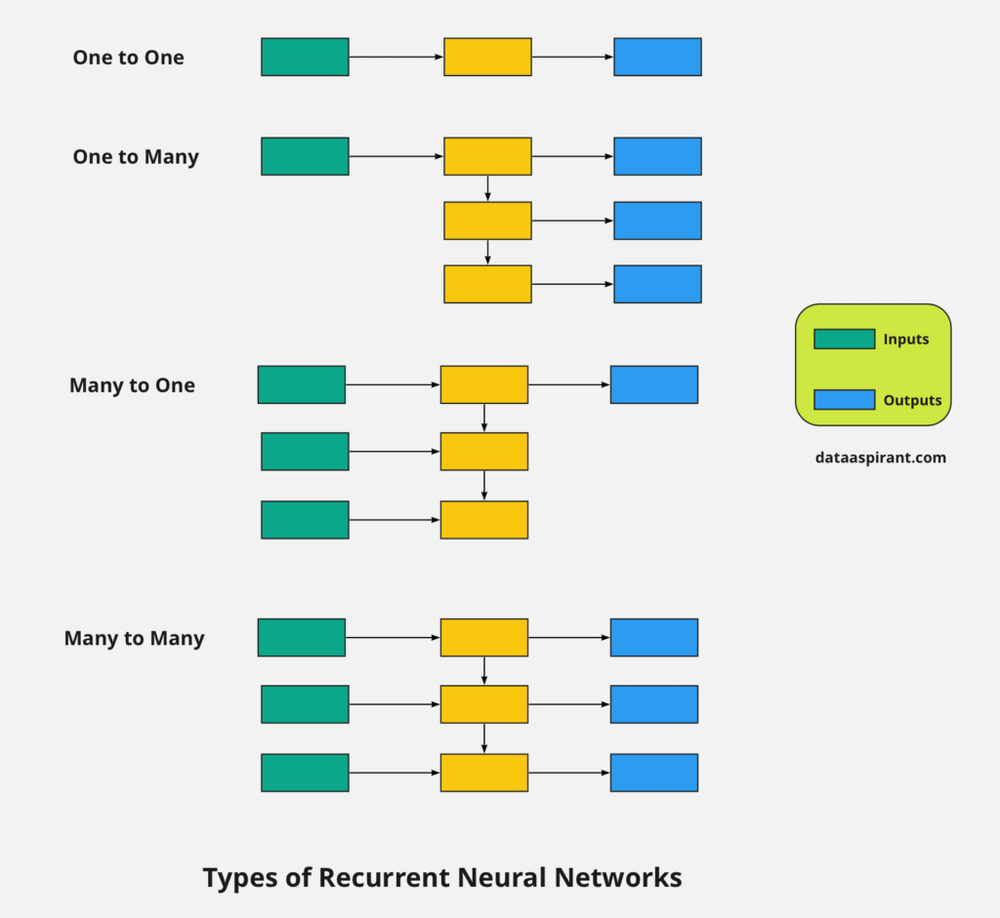 One to One
One to Many
Many to One
Inputs
Outputs
dataaspirant.com
Many to Many
Types of Recurrent Neural Networks